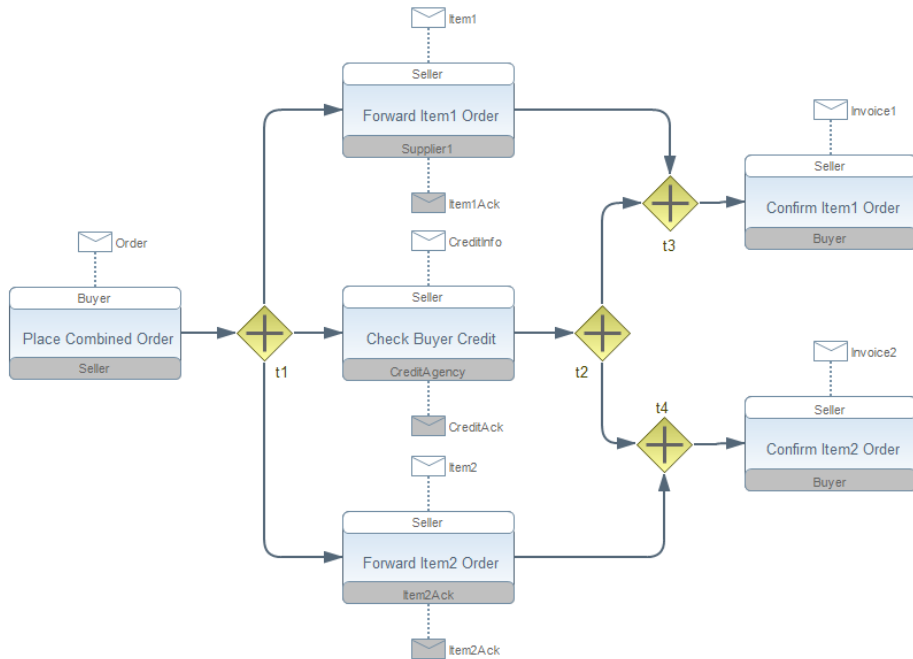 Item1
Seller
Forward Item1 Order
Supplier1
Item1Ack
Order
Buyer
Place Combined Order
Seller
t1
CreditInfo
Seller
Check Buyer Credit
CreditAgency
CreditAck
t2
Item2
Seller
Forward Item2 Order
Item2Ack
Item2Ack
t3
t4
Invoice1
Seller
Confirm Item1 Order
Buyer
Invoice2
Seller
Confirm Item2 Order
Buyer